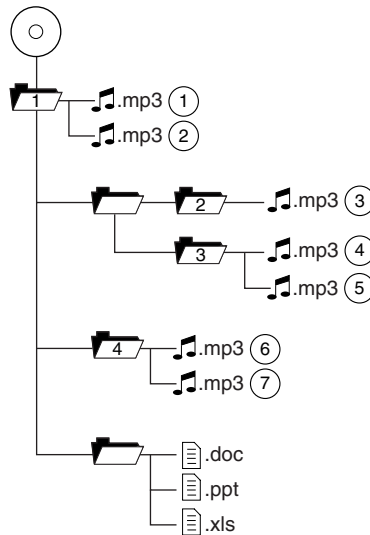 1 .mp3 1
.mp3 2
2 .mp3 3
3 .mp3 4
.mp3 5
4 .mp3 6
.mp3 7
.doc
.ppt
.xls